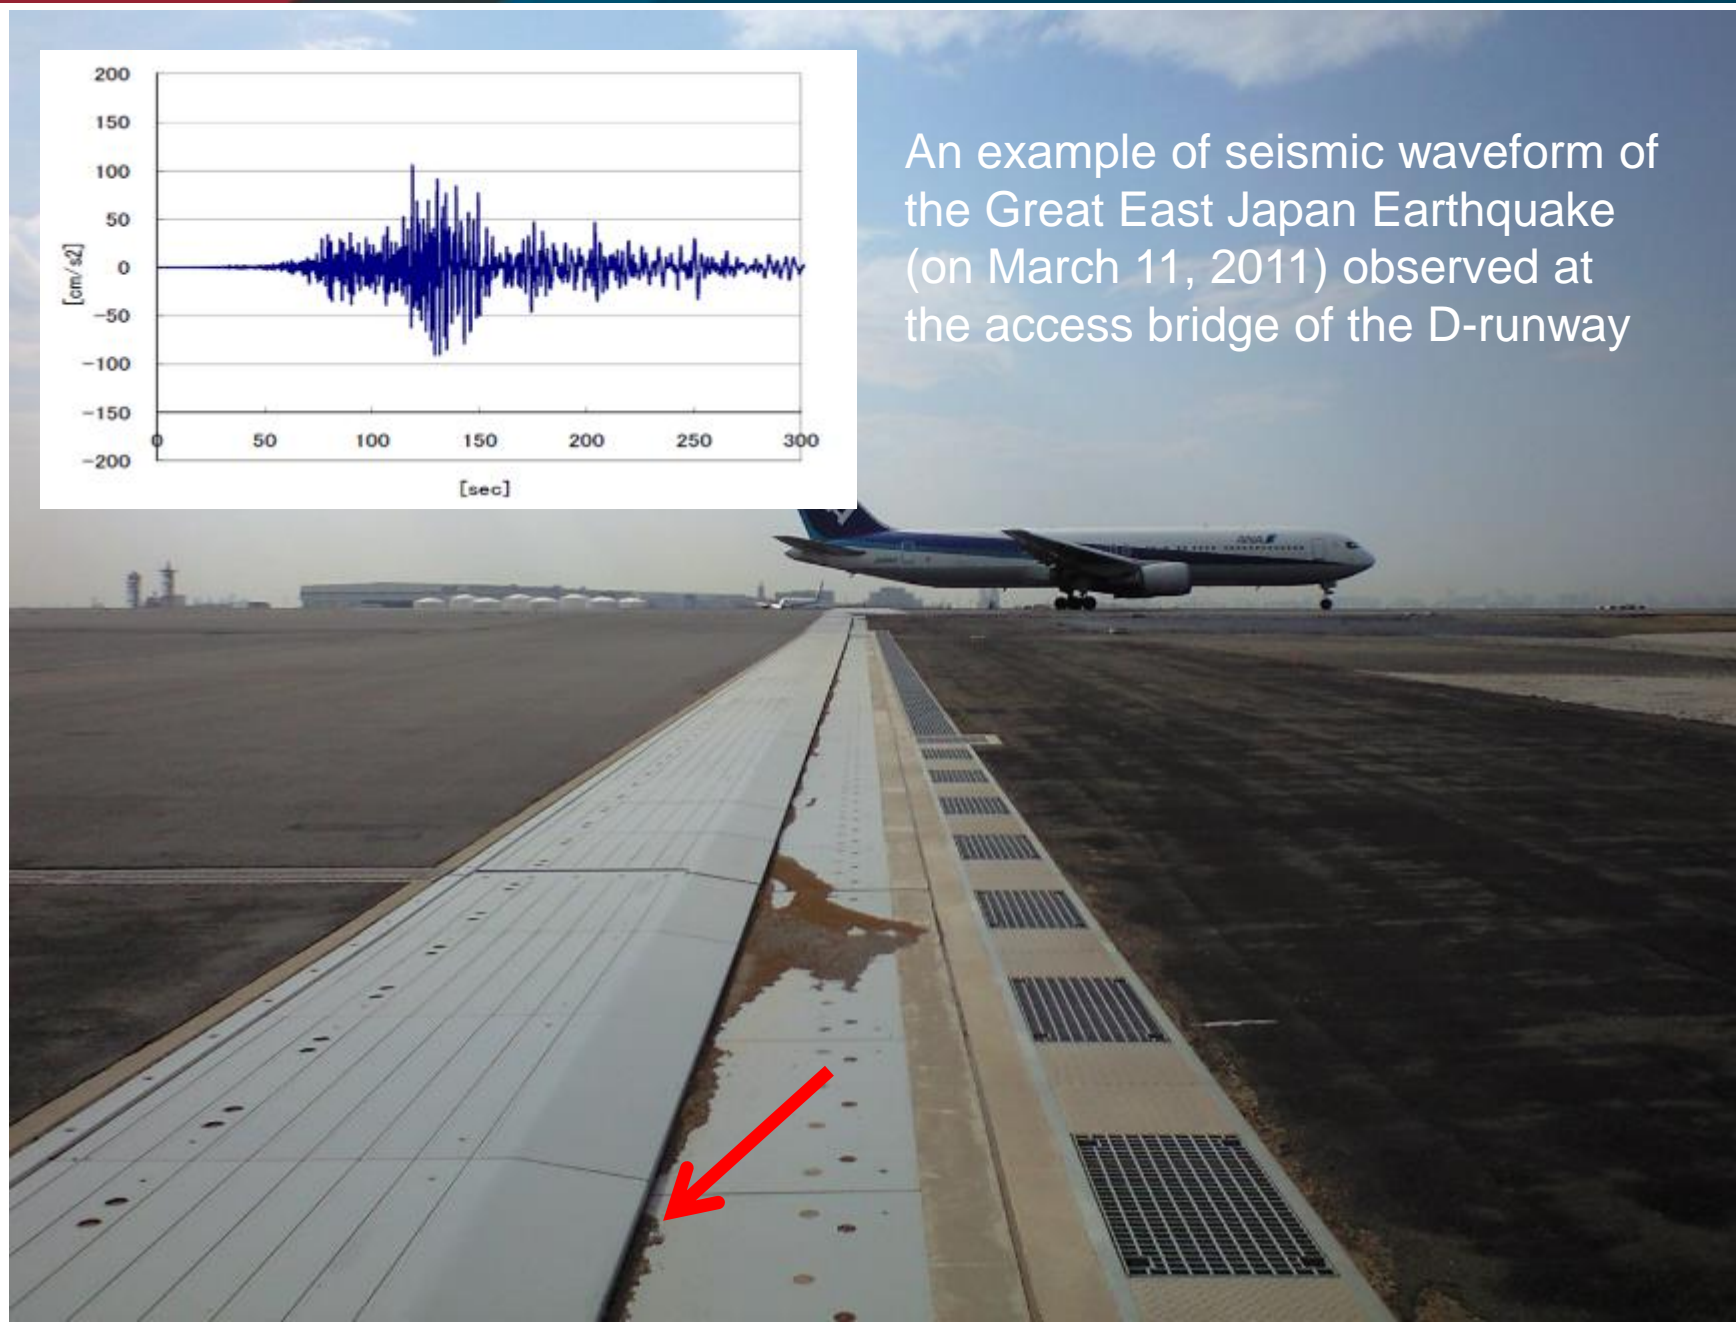 200
150
100
50
0
-50
-100
-150
-200
[cm/s2]
0 50 100 150 200 250 300
[sec]
An example of seismic waveform of
the Great East Japan Earthquake
(on March 11, 2011) observed at
the access bridge of the D-runway
ANA